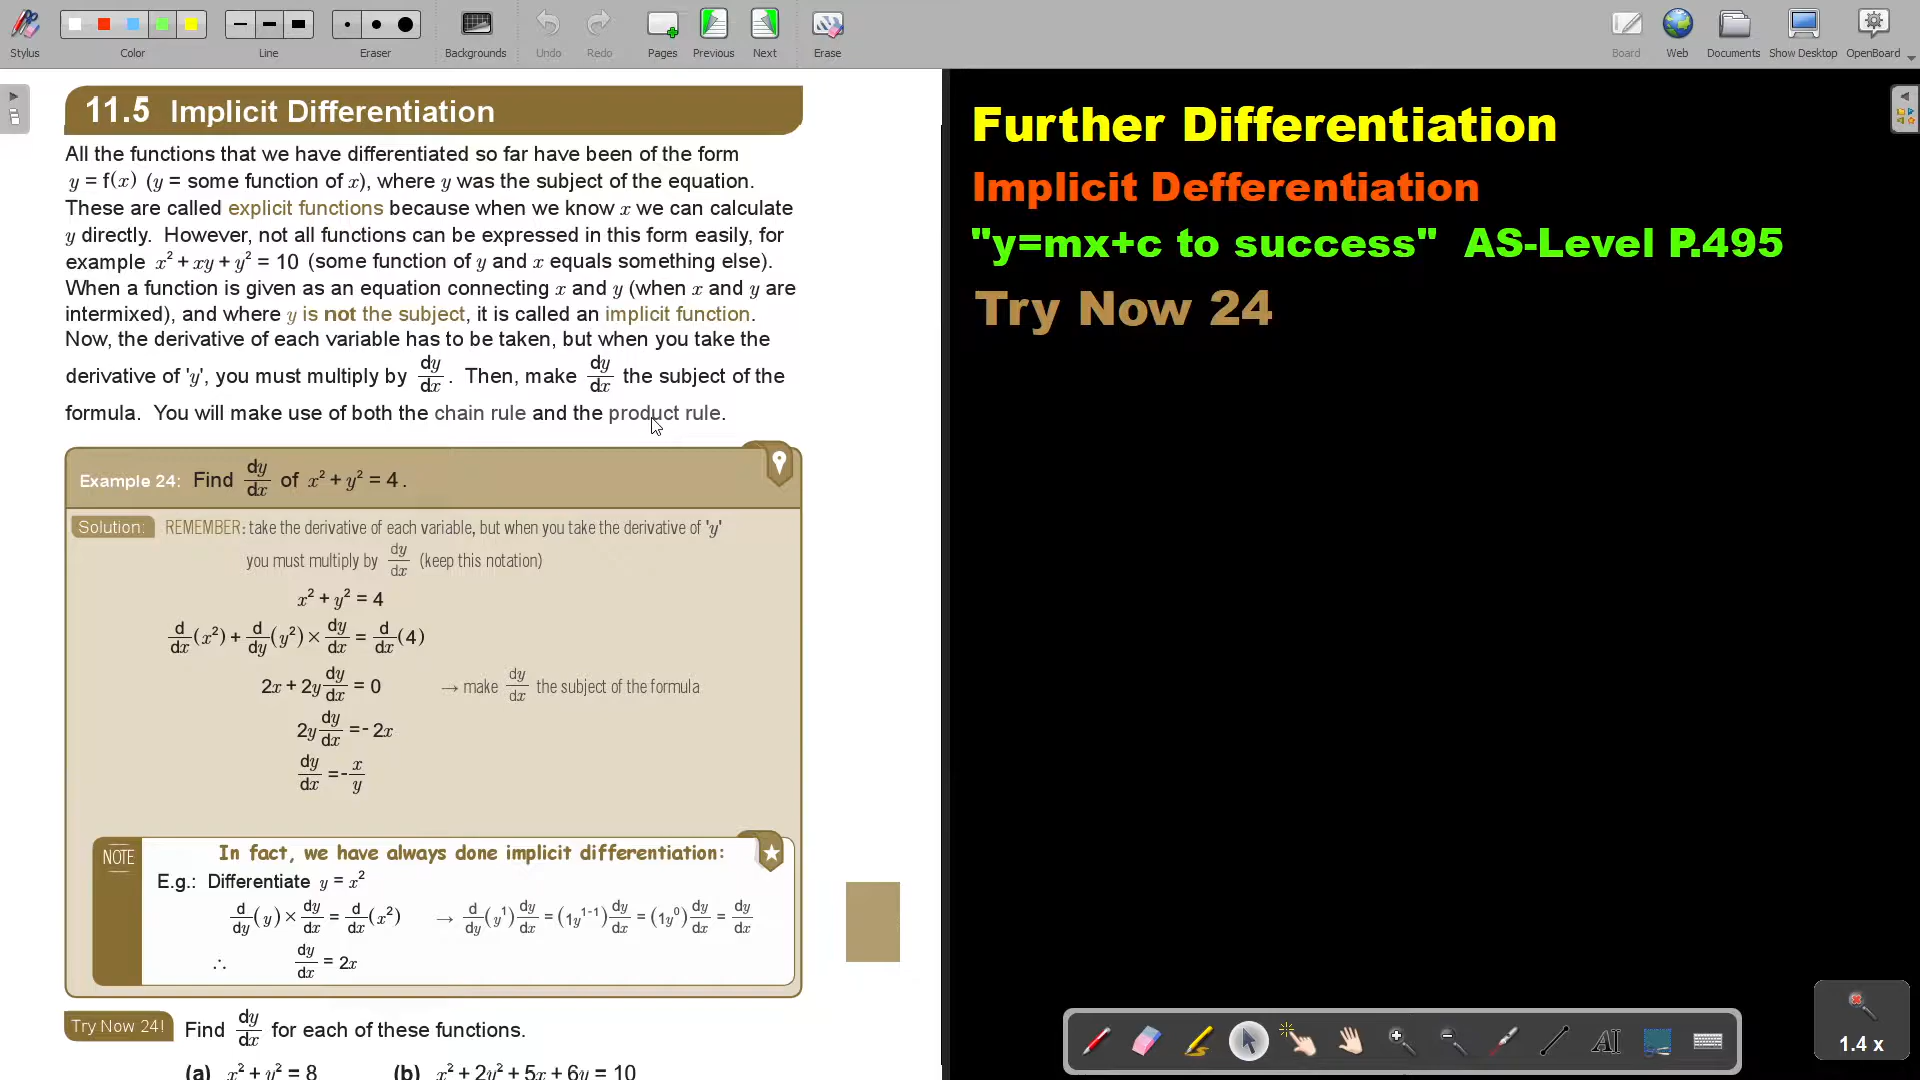 Stylus Color Line Eraser Backgrounds Undo Redo Pages Previous Next Erase Board Web Documents Show Desktop OpenBoard
11.5 Implicit Differentiation
All the functions that we have differentiated so far have been of the form
y = f(x) (y = some function of x), where y was the subject of the equation.
These are called explicit functions because when we know x we can calculate
y directly. However, not all functions can be expressed in this form easily, for
example x² + xy + y² = 10 (some function of y and x equals something else).
When a function is given as an equation connecting x and y (when x and y are
intermixed), and where y is not the subject, it is called an implicit function.
Now, the derivative of each variable has to be taken, but when you take the
derivative of 'y', you must multiply by dy/dx. Then, make dy/dx the subject of the
formula. You will make use of both the chain rule and the product rule.
Example 24: Find dy/dx of x² + y² = 4.
Solution: REMEMBER: take the derivative of each variable, but when you take the derivative of 'y'
you must multiply by dy/dx (keep this notation)
x² + y² = 4
d/dx(x²) + d/dy(y²) × dy/dx = d/dx(4)
2x + 2y dy/dx = 0 → make dy/dx the subject of the formula
2y dy/dx = - 2x
dy/dx = - x/y
NOTE In fact, we have always done implicit differentiation:
E.g.: Differentiate y = x²
d/dy(y) × dy/dx = d/dx(x²) → d/dy(y¹) dy/dx = (1y¹⁻¹) dy/dx = (1y⁰) dy/dx = dy/dx
∴ dy/dx = 2x
Try Now 24! Find dy/dx for each of these functions.
(a) x² + y² = 8 (b) x² + 2y² + 5x + 6y = 10
Further Differentiation
Implicit Defferentiation
"y=mx+c to success" AS-Level P.495
Try Now 24
1.4 x